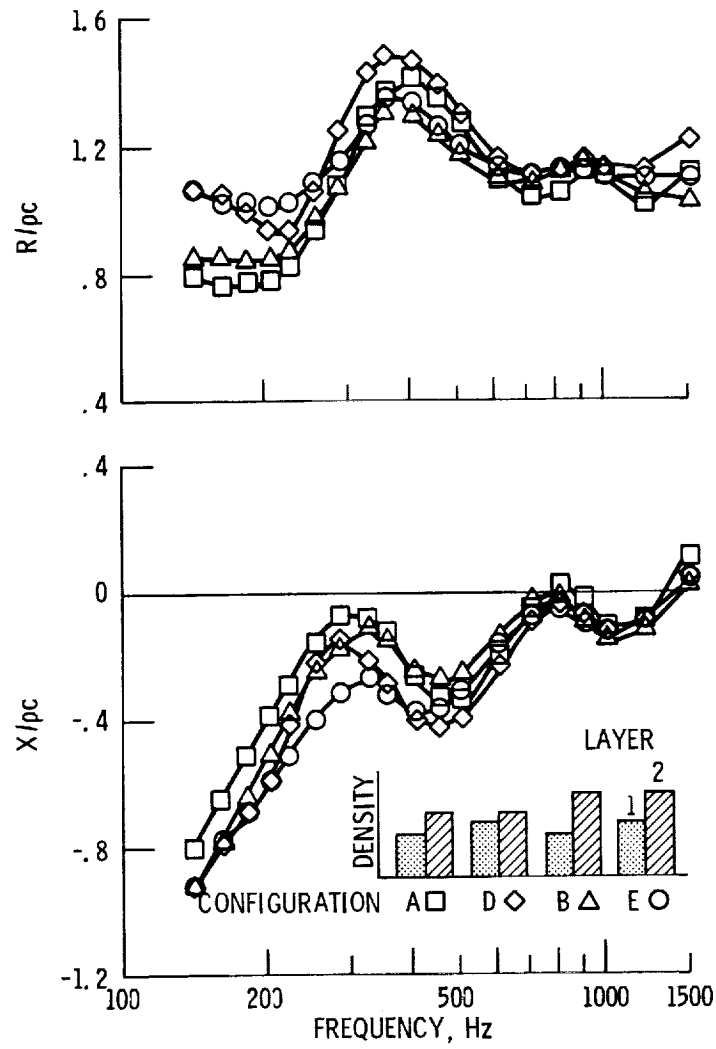 1.6
1.2
.8
.4
R/ρc
.4
0
-.4
-.8
-1.2
X/ρc
LAYER
1
2
DENSITY
CONFIGURATION A□ D◇ B△ E○
100 200 500 1000 1500
FREQUENCY, Hz